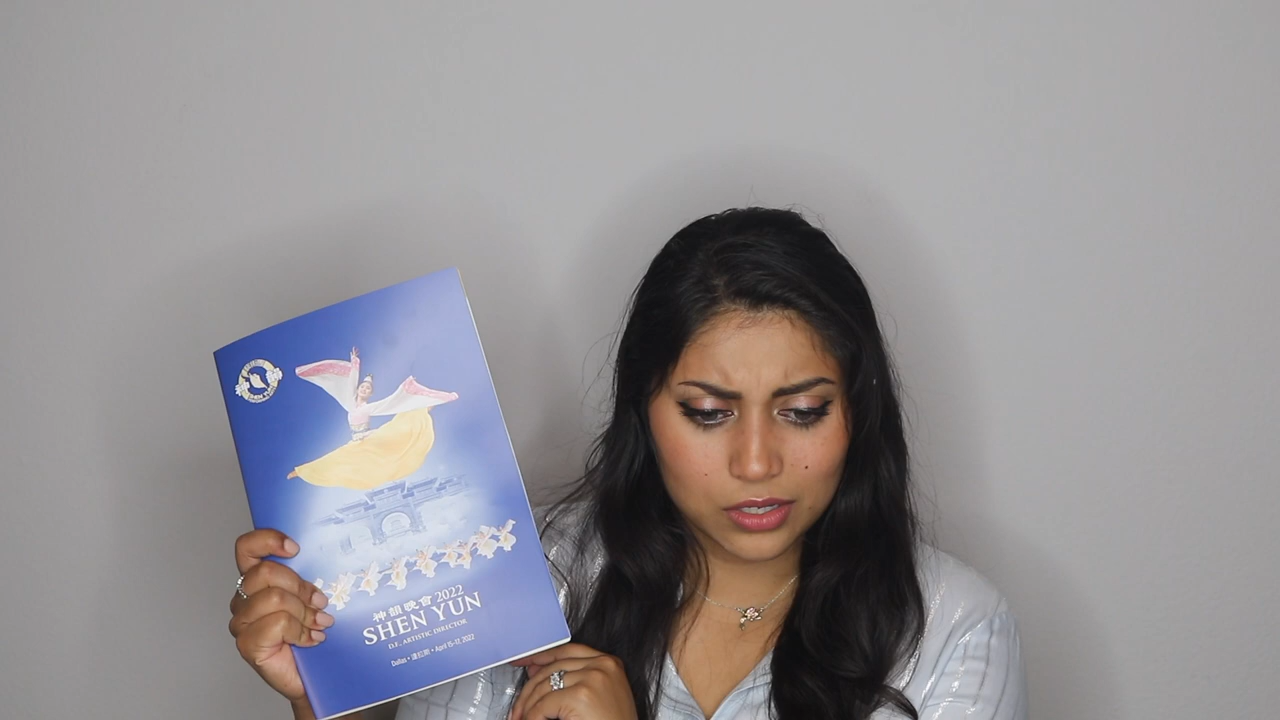 神韻晚會 2022
SHEN YUN
D.F., ARTISTIC DIRECTOR
Dallas • 達拉斯 • April 15-17, 2022